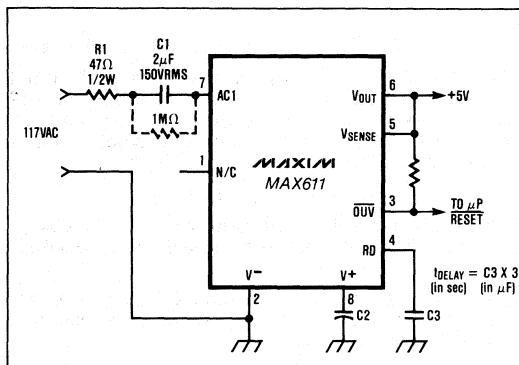 R1
47Ω
1/2W
C1
2μF
150VRMS
7
AC1
1MΩ
117VAC
1
N/C
MAXIM
MAX611
VOUT
6
+5V
VSENSE
5
OUV
3
TO μP
RESET
RD
4
tDELAY = C3 X 3
(in sec) (in μF)
V−
2
V+
8
C2
C3